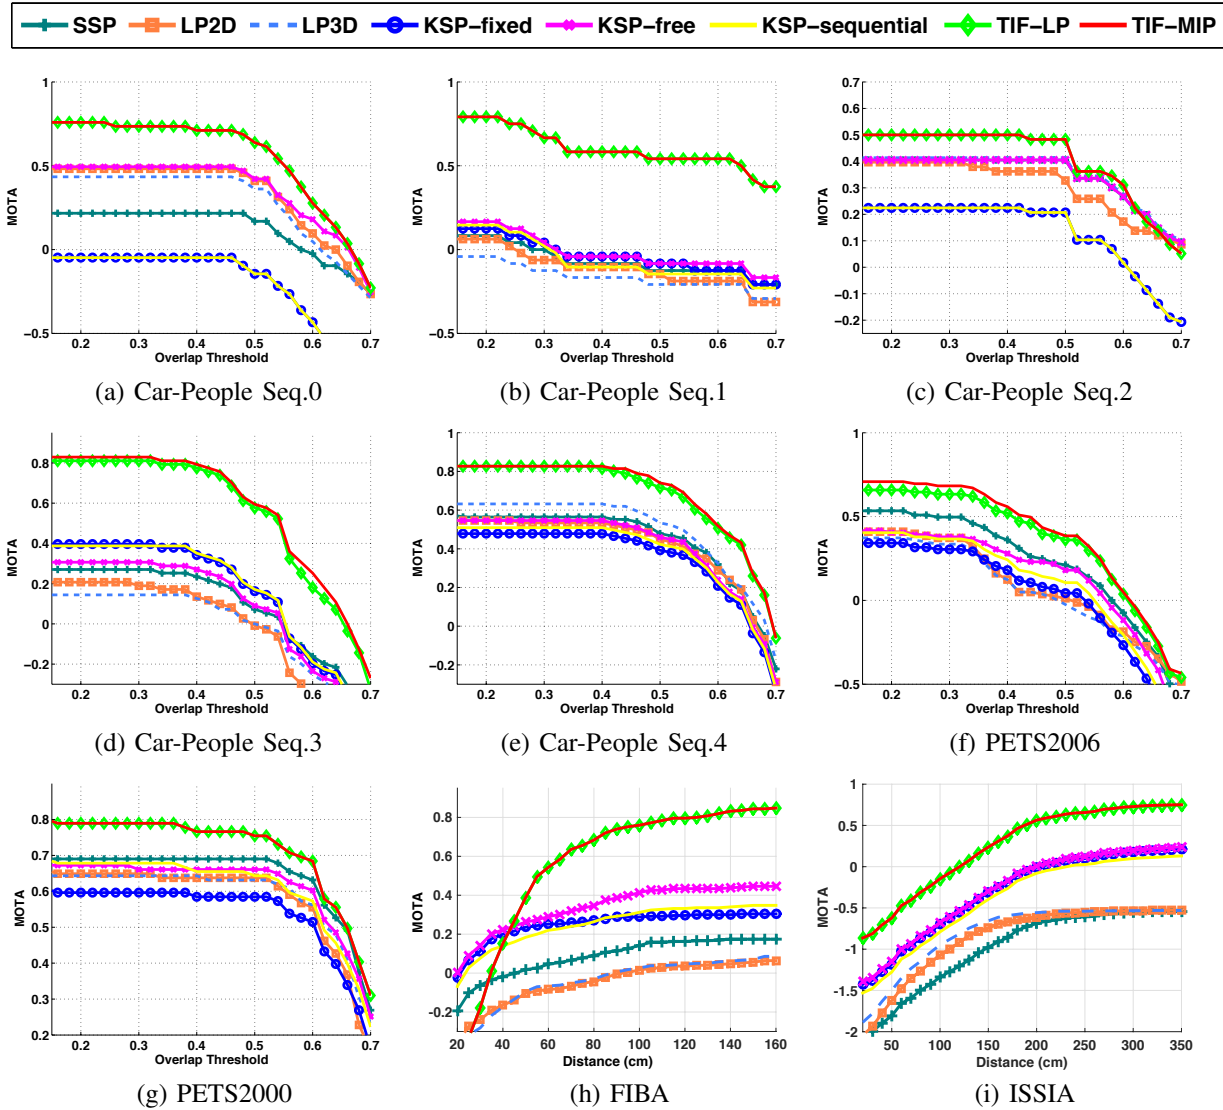 SSP LP2D LP3D KSP-fixed KSP-free KSP-sequential TIF-LP TIF-MIP
1
0.5
0
-0.5
MOTA
0.2 0.3 0.4 0.5 0.6 0.7
Overlap Threshold
(a) Car-People Seq.0
1
0.5
0
-0.5
MOTA
0.2 0.3 0.4 0.5 0.6 0.7
Overlap Threshold
(b) Car-People Seq.1
0.7
0.6
0.5
0.4
0.3
0.2
0.1
0
-0.1
-0.2
MOTA
0.2 0.3 0.4 0.5 0.6 0.7
Overlap Threshold
(c) Car-People Seq.2
0.8
0.6
0.4
0.2
0
-0.2
MOTA
0.2 0.3 0.4 0.5 0.6 0.7
Overlap Threshold
(d) Car-People Seq.3
1
0.8
0.6
0.4
0.2
0
-0.2
MOTA
0.2 0.3 0.4 0.5 0.6 0.7
Overlap Threshold
(e) Car-People Seq.4
1
0.5
0
-0.5
MOTA
0.2 0.3 0.4 0.5 0.6 0.7
Overlap Threshold
(f) PETS2006
0.8
0.7
0.6
0.5
0.4
0.3
0.2
MOTA
0.2 0.3 0.4 0.5 0.6 0.7
Overlap Threshold
(g) PETS2000
0.8
0.6
0.4
0.2
0
-0.2
MOTA
20 40 60 80 100 120 140 160
Distance (cm)
(h) FIBA
1
0.5
0
-0.5
-1
-1.5
-2
MOTA
50 100 150 200 250 300 350
Distance (cm)
(i) ISSIA